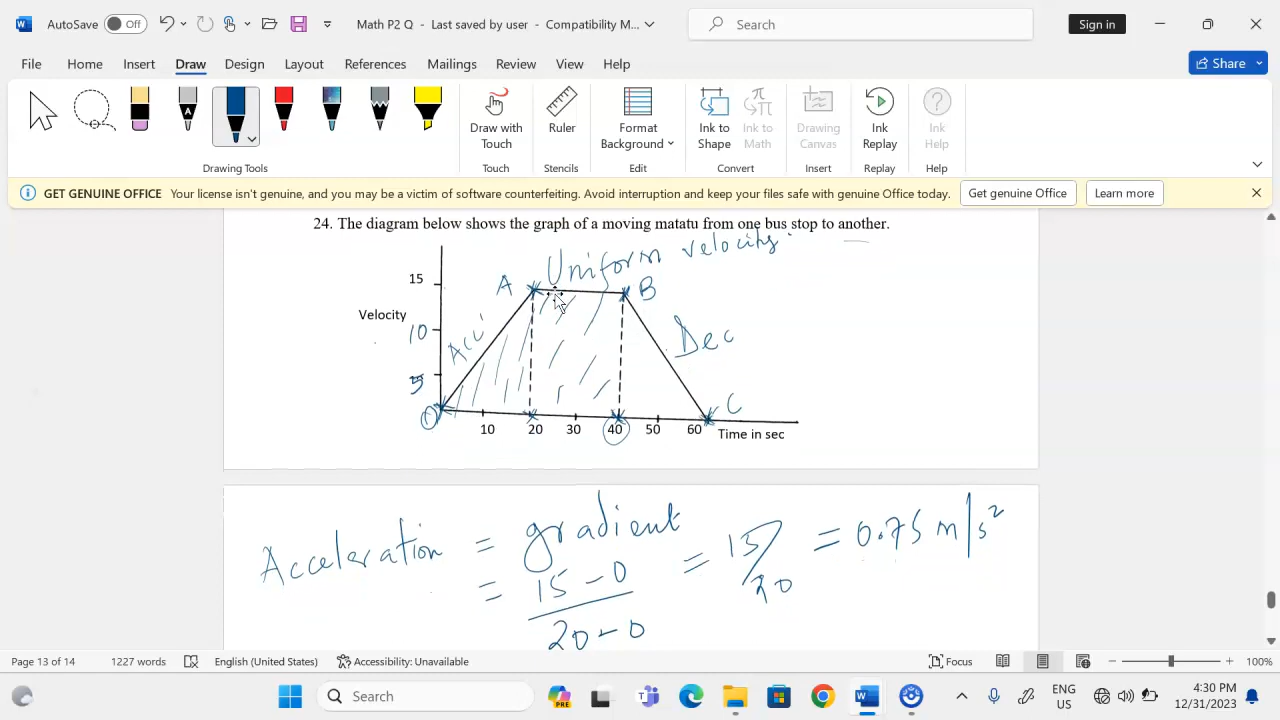 AutoSave Off Math P2 Q - Last saved by user - Compatibility M... Search Sign in
File Home Insert Draw Design Layout References Mailings Review View Help Share
Draw with Touch Ruler Format Background Ink to Shape Ink to Math Drawing Canvas Ink Replay Ink Help
Drawing Tools Touch Stencils Edit Convert Insert Replay Help
GET GENUINE OFFICE Your license isn't genuine, and you may be a victim of software counterfeiting. Avoid interruption and keep your files safe with genuine Office today. Get genuine Office Learn more
24. The diagram below shows the graph of a moving matatu from one bus stop to another.
Uniform velocity.
15 A B
Velocity
10 Acc Dec
5
O C
10 20 30 40 50 60 Time in sec
Acceleration = gradient
= 15 - 0 / 20 - 0 = 15/20 = 0.75 m/s²
Page 13 of 14 1227 words English (United States) Accessibility: Unavailable Focus 100%
Search PRE ENG US 4:30 PM 12/31/2023